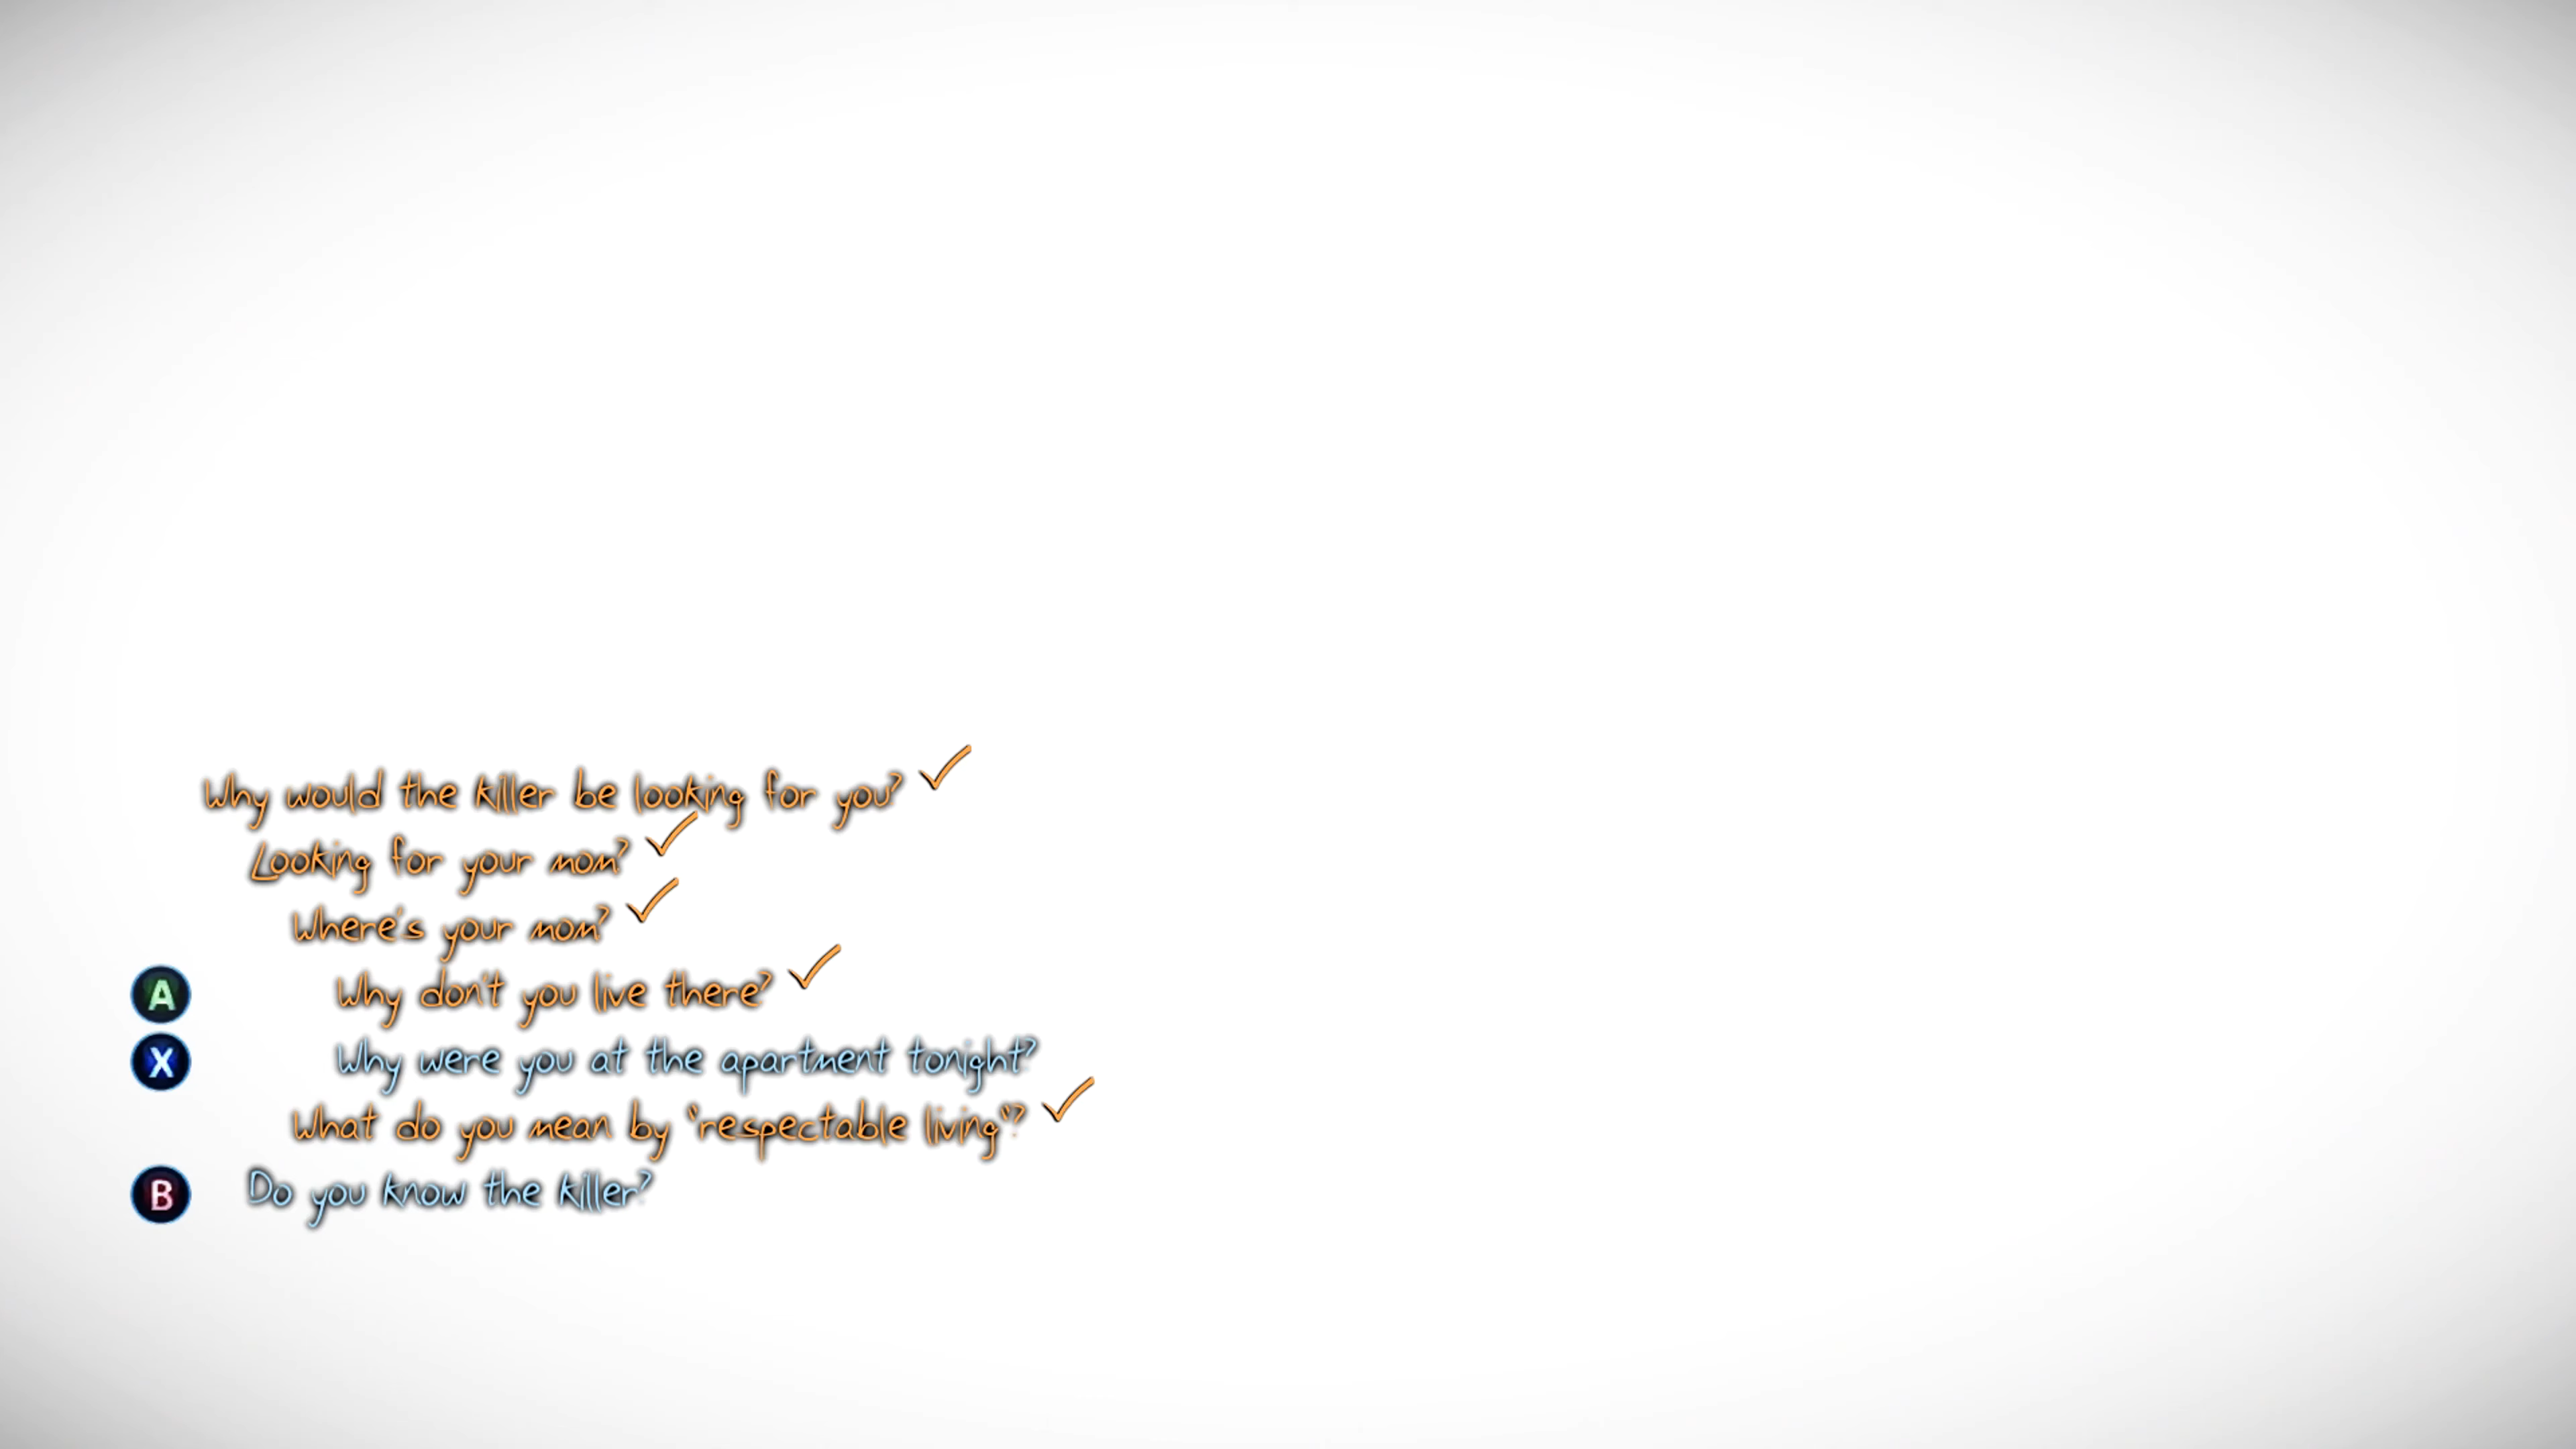 Why would the killer be looking for you?
Looking for your mom?
Where's your mom?
A Why don't you live there?
X Why were you at the apartment tonight?
What do you mean by "respectable living"?
B Do you know the killer?